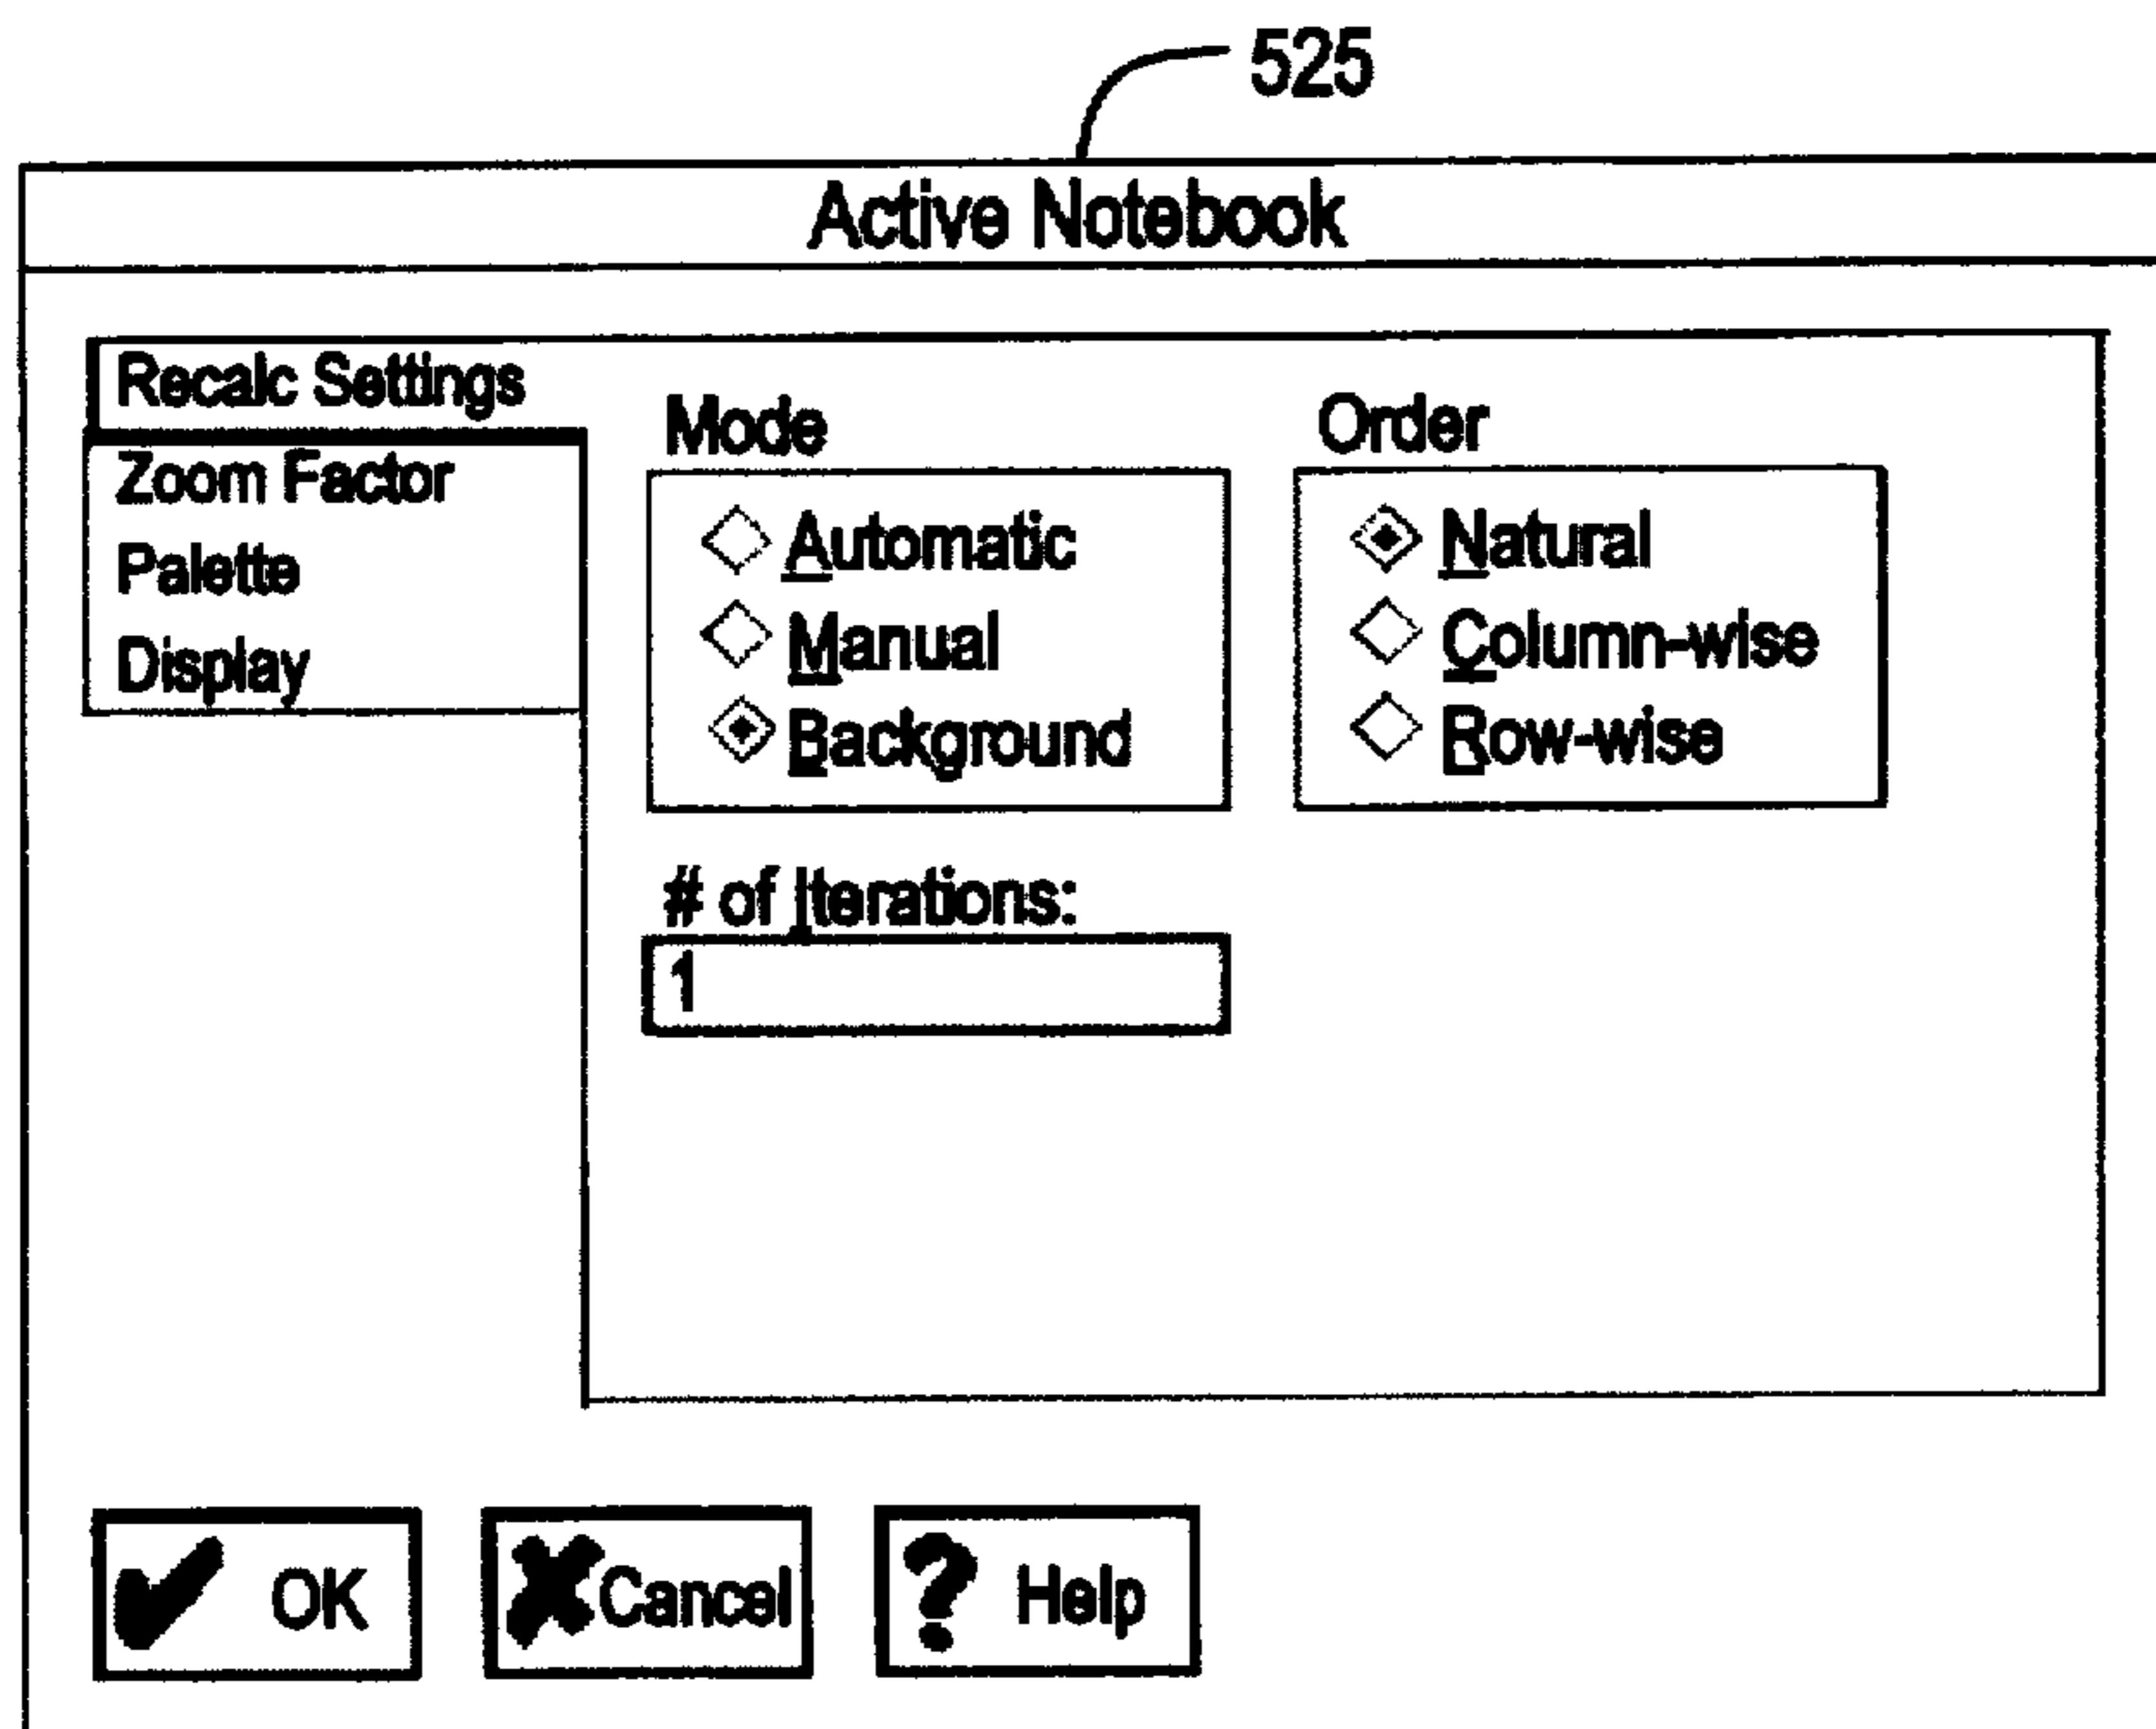 525
Active Notebook
Recalc Settings
Zoom Factor
Palette
Display
Mode
Automatic
Manual
Background
Order
Natural
Column-wise
Row-wise
# of Iterations:
1
OK
Cancel
? Help